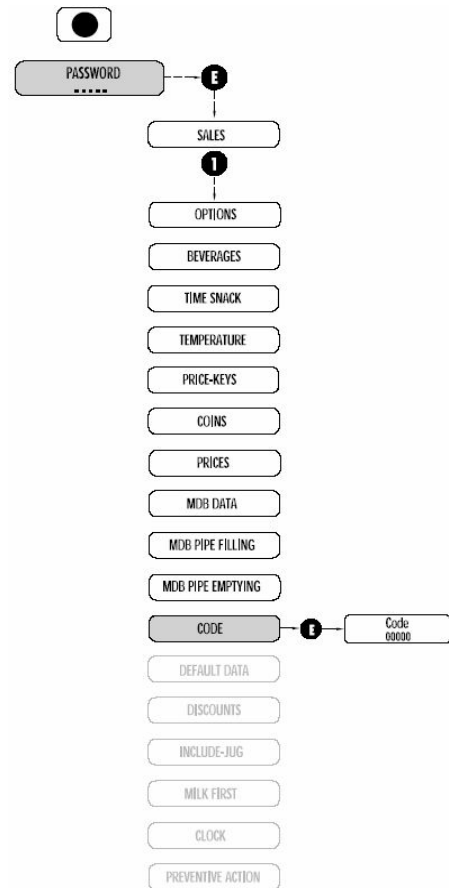 PASSWORD
E
SALES
1
OPTIONS
BEVERAGES
TIME SNACK
TEMPERATURE
PRICE-KEYS
COINS
PRICES
MDB DATA
MDB PIPE FILLING
MDB PIPE EMPTYING
CODE
E
Code
00000
DEFAULT DATA
DISCOUNTS
INCLUDE-JUG
MILK FIRST
CLOCK
PREVENTIVE ACTION